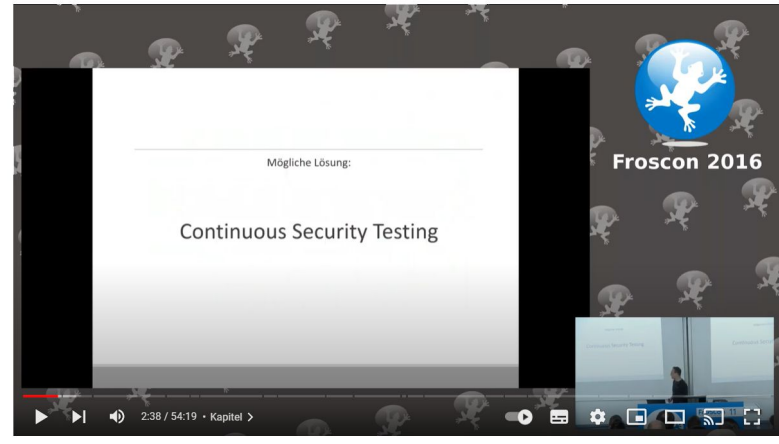 Mögliche Lösung:
Continuous Security Testing
Froscon 2016
2:38 / 54:19 • Kapitel